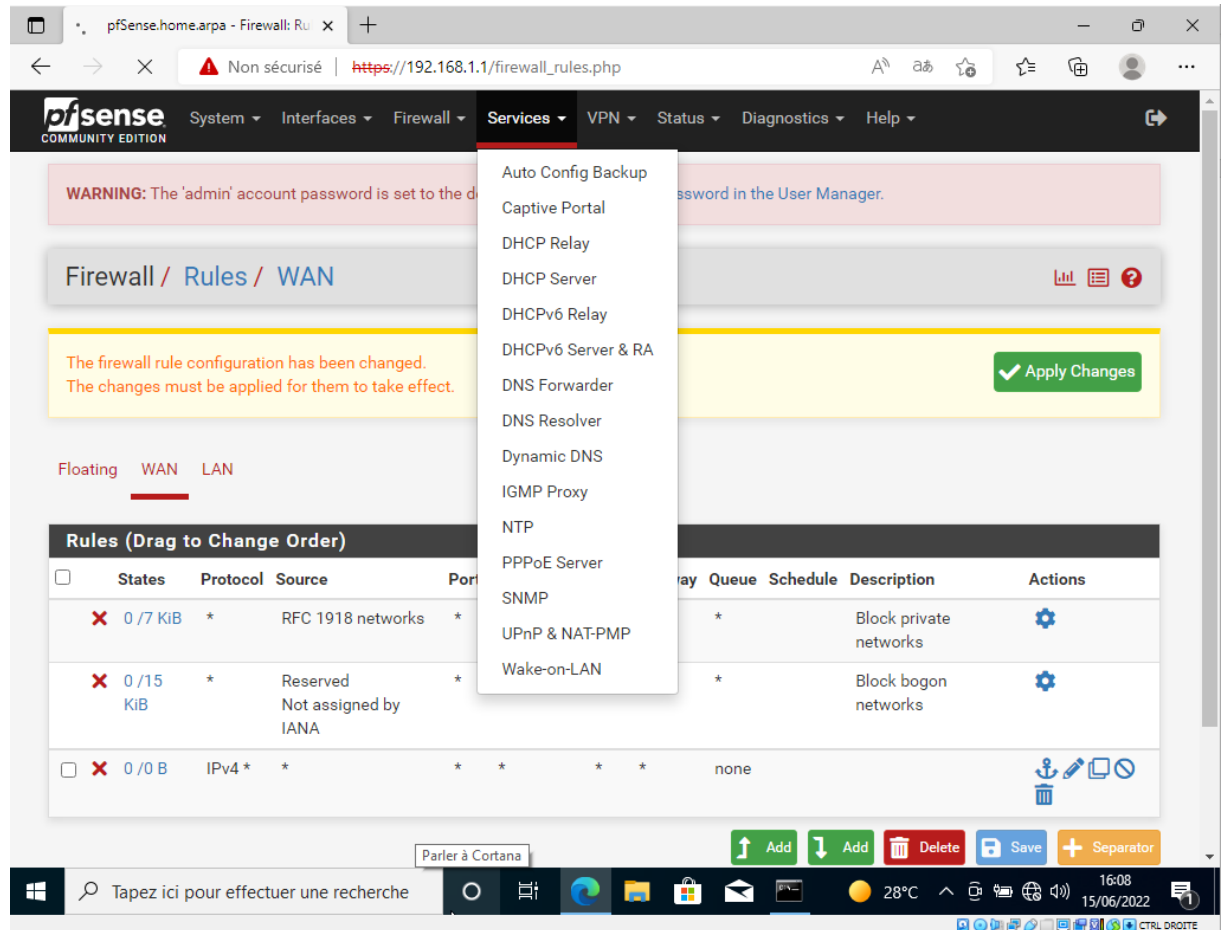 pfSense.home.arpa - Firewall: Ru
Non sécurisé | https://192.168.1.1/firewall_rules.php
pfsense
COMMUNITY EDITION
System Interfaces Firewall Services VPN Status Diagnostics Help
Auto Config Backup
Captive Portal
DHCP Relay
DHCP Server
DHCPv6 Relay
DHCPv6 Server & RA
DNS Forwarder
DNS Resolver
Dynamic DNS
IGMP Proxy
NTP
PPPoE Server
SNMP
UPnP & NAT-PMP
Wake-on-LAN
WARNING: The 'admin' account password is set to the d ssword in the User Manager.
Firewall / Rules / WAN
The firewall rule configuration has been changed.
The changes must be applied for them to take effect.
Apply Changes
Floating WAN LAN
Rules (Drag to Change Order)
States Protocol Source Port ay Queue Schedule Description Actions
0 /7 KiB * RFC 1918 networks * * Block private
networks
0 /15
KiB
* Reserved
Not assigned by
IANA
* * Block bogon
networks
0 /0 B IPv4 * * * * * * none
Add Add Delete Save Separator
Parler à Cortana
Tapez ici pour effectuer une recherche
28°C
16:08
15/06/2022
1
CTRL DROITE